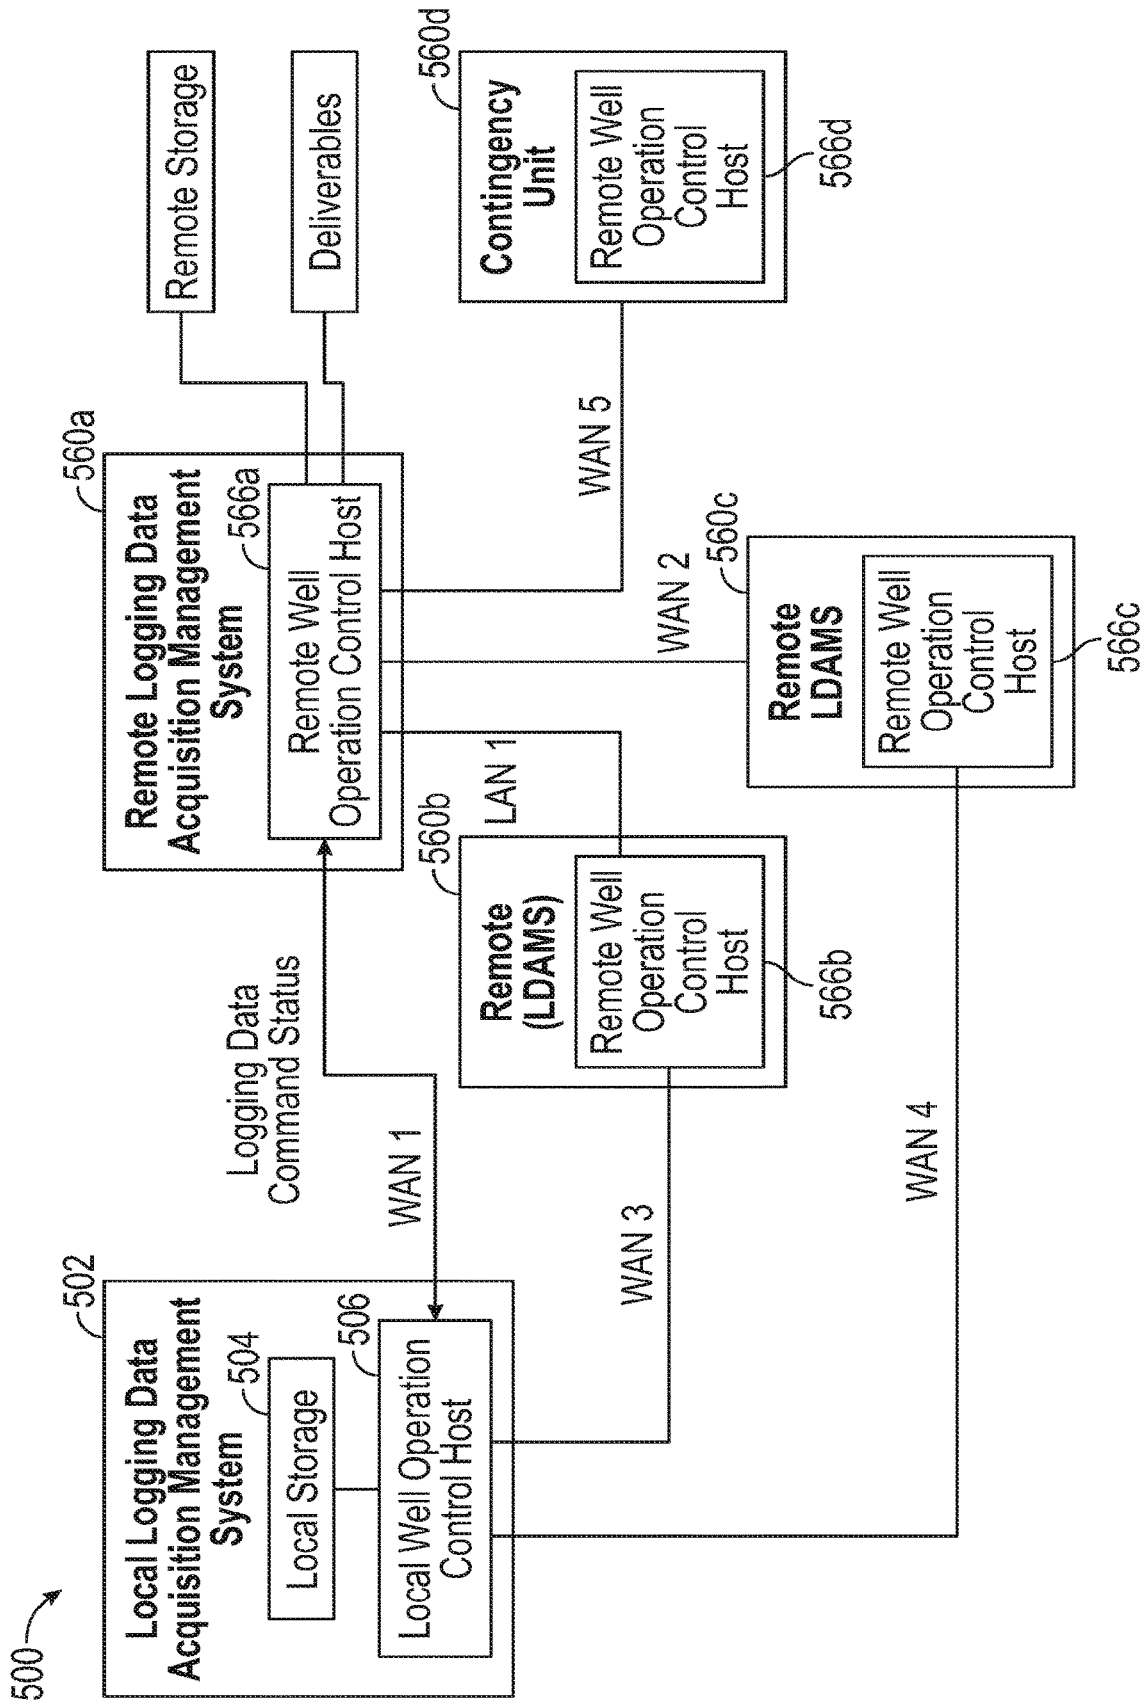 500
502
Local Logging Data
Acquisition Management
System
504
Local Storage
506
Local Well Operation
Control Host
Logging Data
Command Status
WAN 1
WAN 3
WAN 4
560a
Remote Logging Data
Acquisition Management
System
566a
Remote Well
Operation Control Host
Remote Storage
Deliverables
LAN 1
WAN 2
WAN 5
560b
Remote
(LDAMS)
Remote Well
Operation
Control
Host
566b
560c
Remote
LDAMS
Remote Well
Operation
Control
Host
566c
560d
Contingency
Unit
Remote Well
Operation
Control
Host
566d